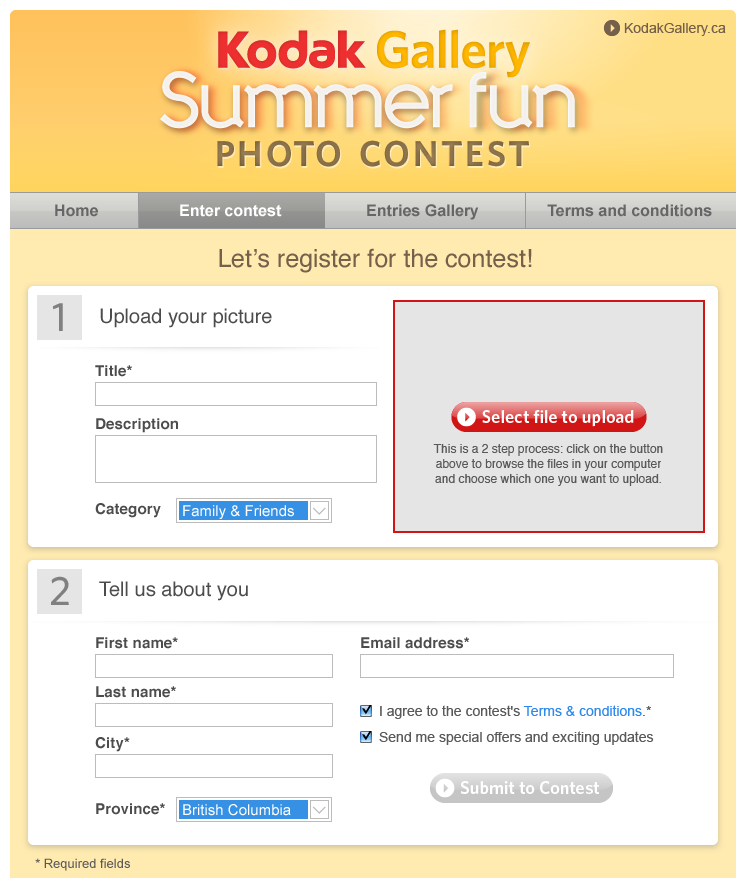 KodakGallery.ca
Kodak Gallery
Summer fun
PHOTO CONTEST
Home
Enter contest
Entries Gallery
Terms and conditions
Let's register for the contest!
1
Upload your picture
Title*
Description
Category
Family & Friends
Select file to upload
This is a 2 step process: click on the button
above to browse the files in your computer
and choose which one you want to upload.
2
Tell us about you
First name*
Last name*
City*
Province*
British Columbia
Email address*
I agree to the contest's Terms & conditions.*
Send me special offers and exciting updates
Submit to Contest
* Required fields